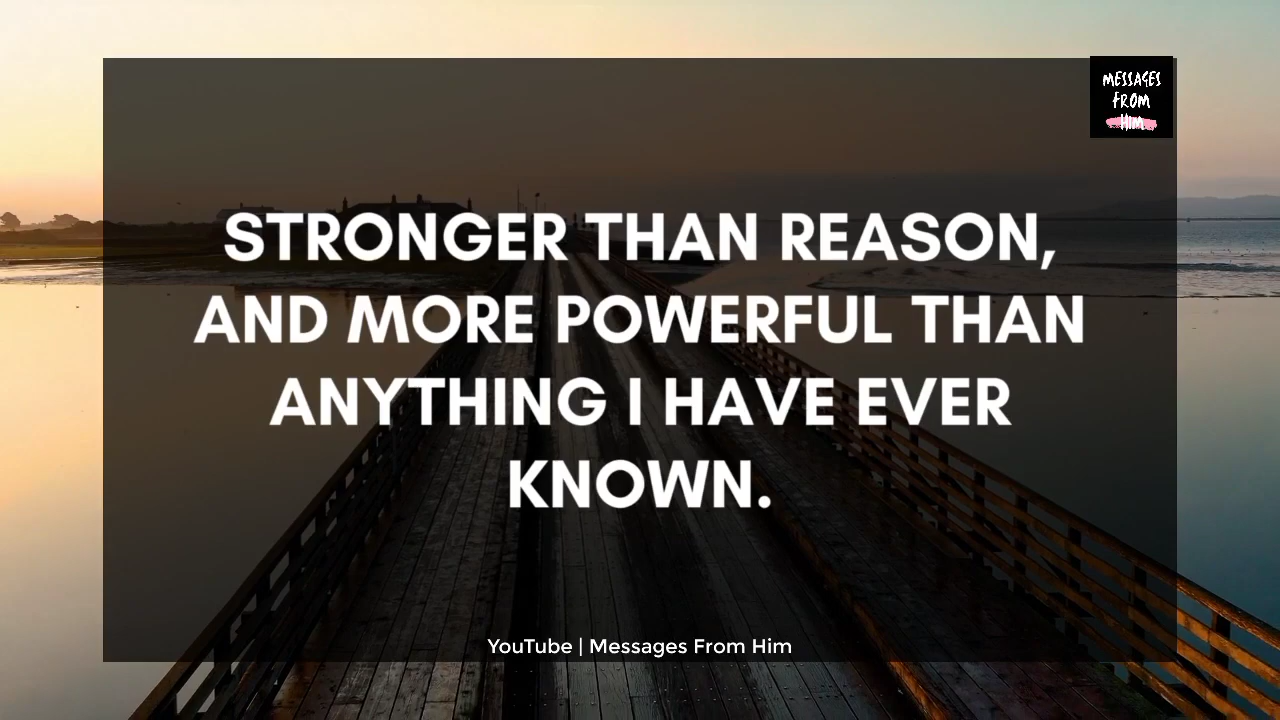 MESSAGES
FROM
HIM
STRONGER THAN REASON,
AND MORE POWERFUL THAN
ANYTHING I HAVE EVER
KNOWN.
YouTube | Messages From Him